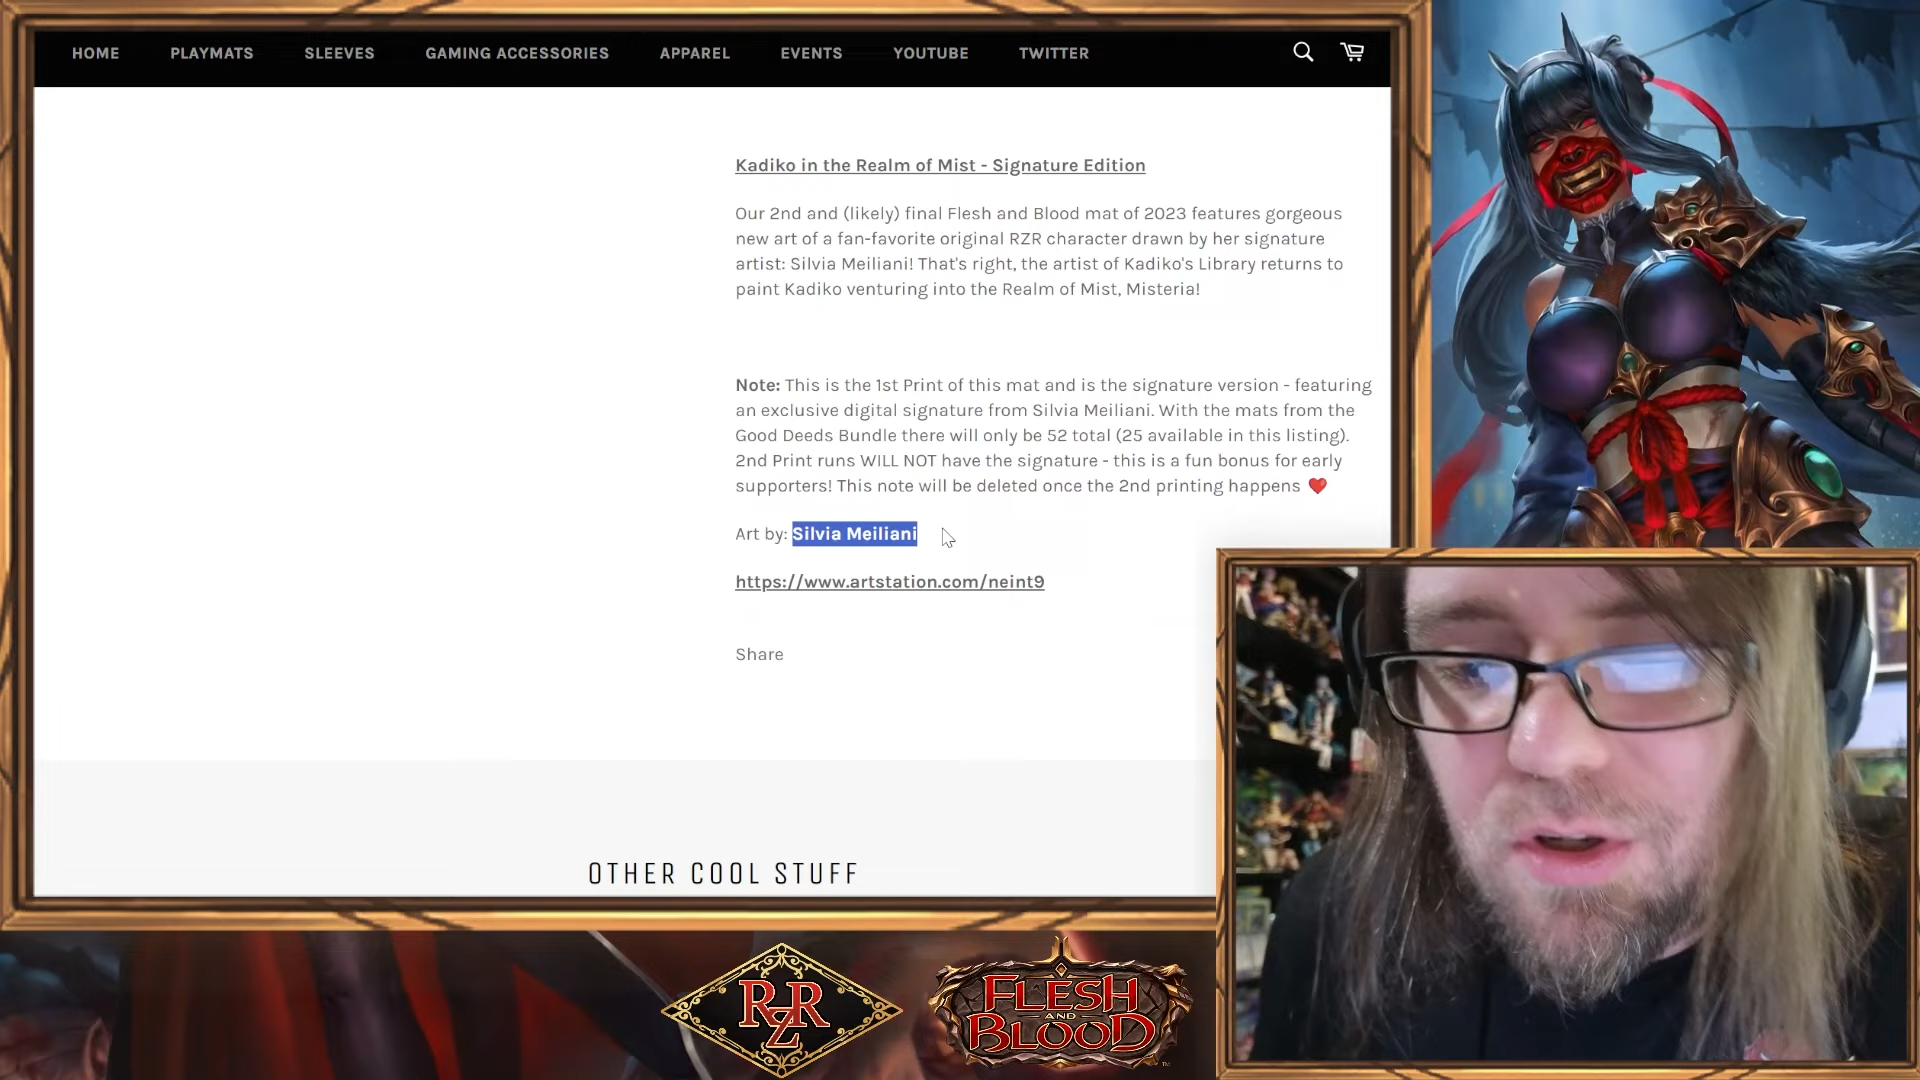 HOME PLAYMATS SLEEVES GAMING ACCESSORIES APPAREL EVENTS YOUTUBE TWITTER
Kadiko in the Realm of Mist - Signature Edition
Our 2nd and (likely) final Flesh and Blood mat of 2023 features gorgeous
new art of a fan-favorite original RZR character drawn by her signature
artist: Silvia Meiliani! That's right, the artist of Kadiko's Library returns to
paint Kadiko venturing into the Realm of Mist, Misteria!
Note: This is the 1st Print of this mat and is the signature version - featuring
an exclusive digital signature from Silvia Meiliani. With the mats from the
Good Deeds Bundle there will only be 52 total (25 available in this listing).
2nd Print runs WILL NOT have the signature - this is a fun bonus for early
supporters! This note will be deleted once the 2nd printing happens ❤️
Art by: Silvia Meiliani
https://www.artstation.com/neint9
Share
OTHER COOL STUFF
RZR
FLESH
AND
BLOOD